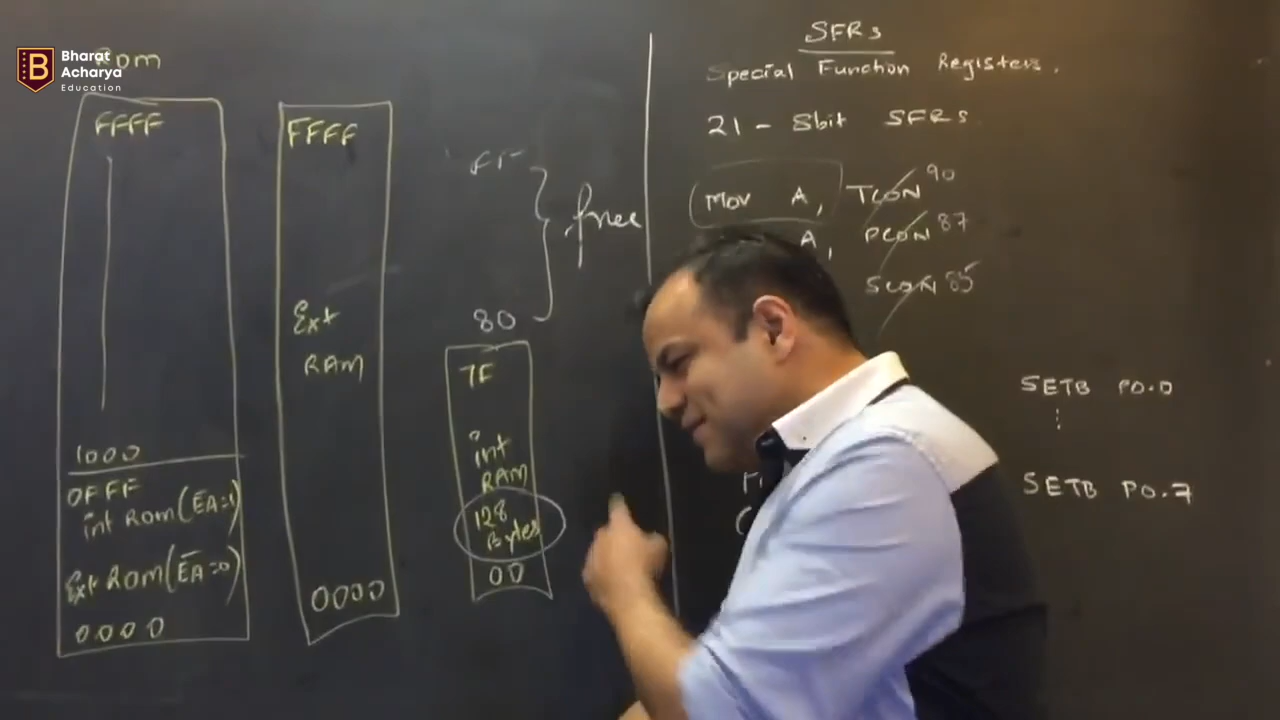 Bharat
Acharya
Education
Rom
FFFF
1000
0FFF
int Rom (EA=1)
Ext Rom (EA=0)
0000
FFFF
Ext
RAM
0000
FF
free
80
7F
int
RAM
128
Bytes
00
SFRs
Special Function Registers.
21 - 8bit SFRs
(Mov A, TCON 90
A, PCON 87
SCON 85
SETB P0.0
SETB P0.7